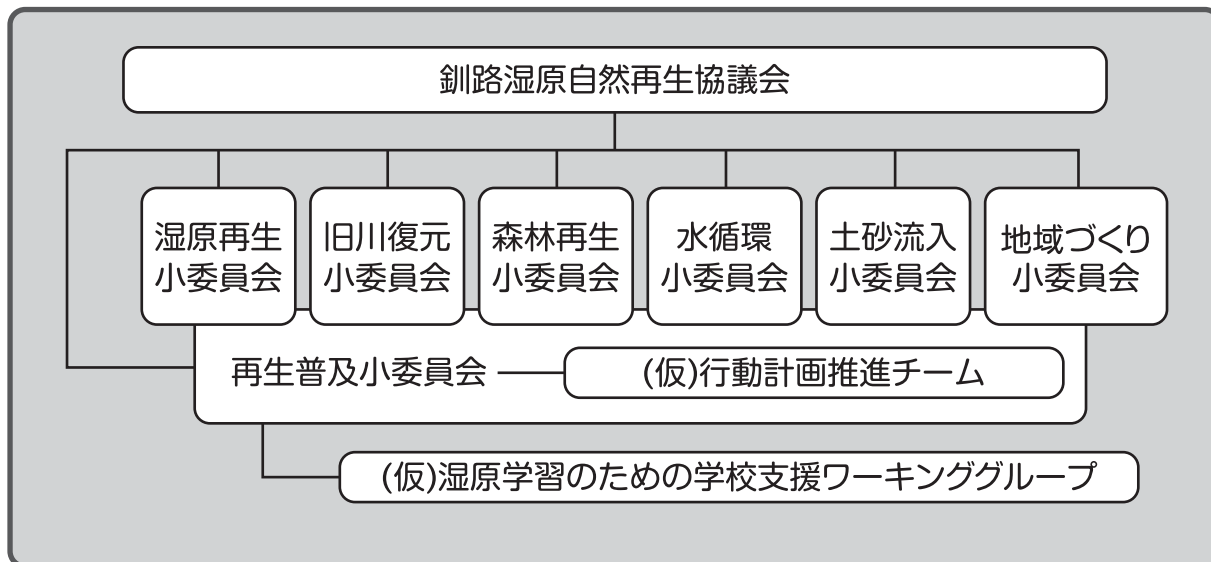 釧路湿原自然再生協議会
湿原再生
小委員会
旧川復元
小委員会
森林再生
小委員会
水循環
小委員会
土砂流入
小委員会
地域づくり
小委員会
再生普及小委員会
(仮)行動計画推進チーム
(仮)湿原学習のための学校支援ワーキンググループ